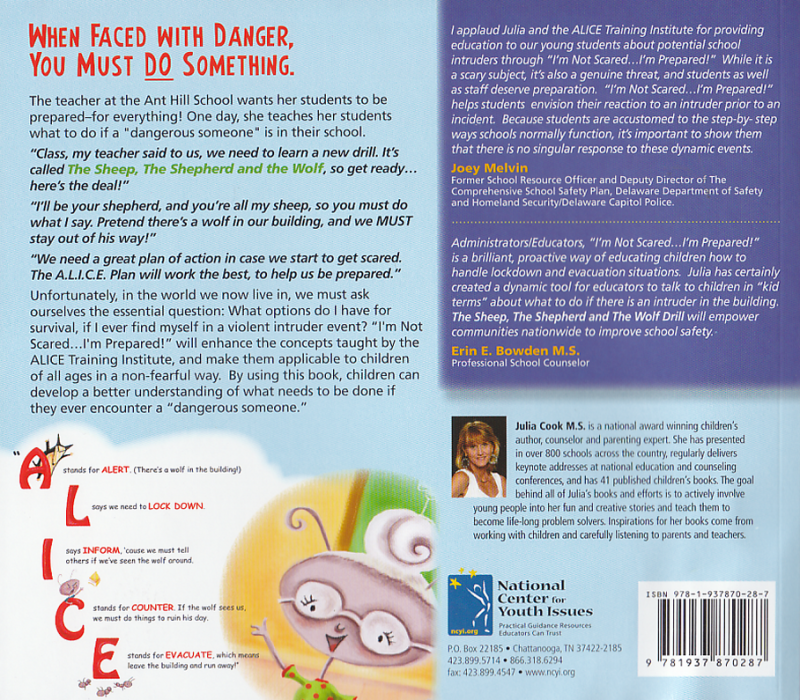 WHEN FACED WITH DANGER,
YOU MUST DO SOMETHING.
The teacher at the Ant Hill School wants her students to be
prepared–for everything! One day, she teaches her students
what to do if a "dangerous someone" is in their school.
“Class, my teacher said to us, we need to learn a new drill. It's
called The Sheep, The Shepherd and the Wolf, so get ready…
here's the deal!”
“I'll be your shepherd, and you're all my sheep, so you must do
what I say. Pretend there's a wolf in our building, and we MUST
stay out of his way!”
“We need a great plan of action in case we start to get scared.
The A.L.I.C.E. Plan will work the best, to help us be prepared.”
Unfortunately, in the world we now live in, we must ask
ourselves the essential question: What options do I have for
survival, if I ever find myself in a violent intruder event? “I'm Not
Scared...I'm Prepared!” will enhance the concepts taught by the
ALICE Training Institute, and make them applicable to children
of all ages in a non-fearful way. By using this book, children can
develop a better understanding of what needs to be done if
they ever encounter a “dangerous someone.”
"A stands for ALERT. (There's a wolf in the building!)
L says we need to LOCK DOWN.
I says INFORM, 'cause we must tell
others if we've seen the wolf around.
C stands for COUNTER. If the wolf sees us,
we must do things to ruin his day.
E stands for EVACUATE, which means
leave the building and run away!"
I applaud Julia and the ALICE Training Institute for providing
education to our young students about potential school
intruders through “I'm Not Scared...I'm Prepared!” While it is
a scary subject, it's also a genuine threat, and students as well
as staff deserve preparation. “I'm Not Scared...I'm Prepared!”
helps students envision their reaction to an intruder prior to an
incident. Because students are accustomed to the step-by- step
ways schools normally function, it's important to show them
that there is no singular response to these dynamic events.
Joey Melvin
Former School Resource Officer and Deputy Director of The
Comprehensive School Safety Plan, Delaware Department of Safety
and Homeland Security/Delaware Capitol Police.
Administrators/Educators, “I'm Not Scared...I'm Prepared!”
is a brilliant, proactive way of educating children how to
handle lockdown and evacuation situations. Julia has certainly
created a dynamic tool for educators to talk to children in “kid
terms” about what to do if there is an intruder in the building.
The Sheep, The Shepherd and The Wolf Drill will empower
communities nationwide to improve school safety.
Erin E. Bowden M.S.
Professional School Counselor
Julia Cook M.S. is a national award winning children's
author, counselor and parenting expert. She has presented
in over 800 schools across the country, regularly delivers
keynote addresses at national education and counseling
conferences, and has 41 published children's books. The goal
behind all of Julia's books and efforts is to actively involve
young people into her fun and creative stories and teach them to
become life-long problem solvers. Inspirations for her books come from
working with children and carefully listening to parents and teachers.
ncyi.org
National
Center for
Youth Issues
Practical Guidance Resources
Educators Can Trust
P.O. Box 22185 • Chattanooga, TN 37422-2185
423.899.5714 • 866.318.6294
fax: 423.899.4547 • www.ncyi.org
ISBN 978-1-937870-28-7
9 781937 870287